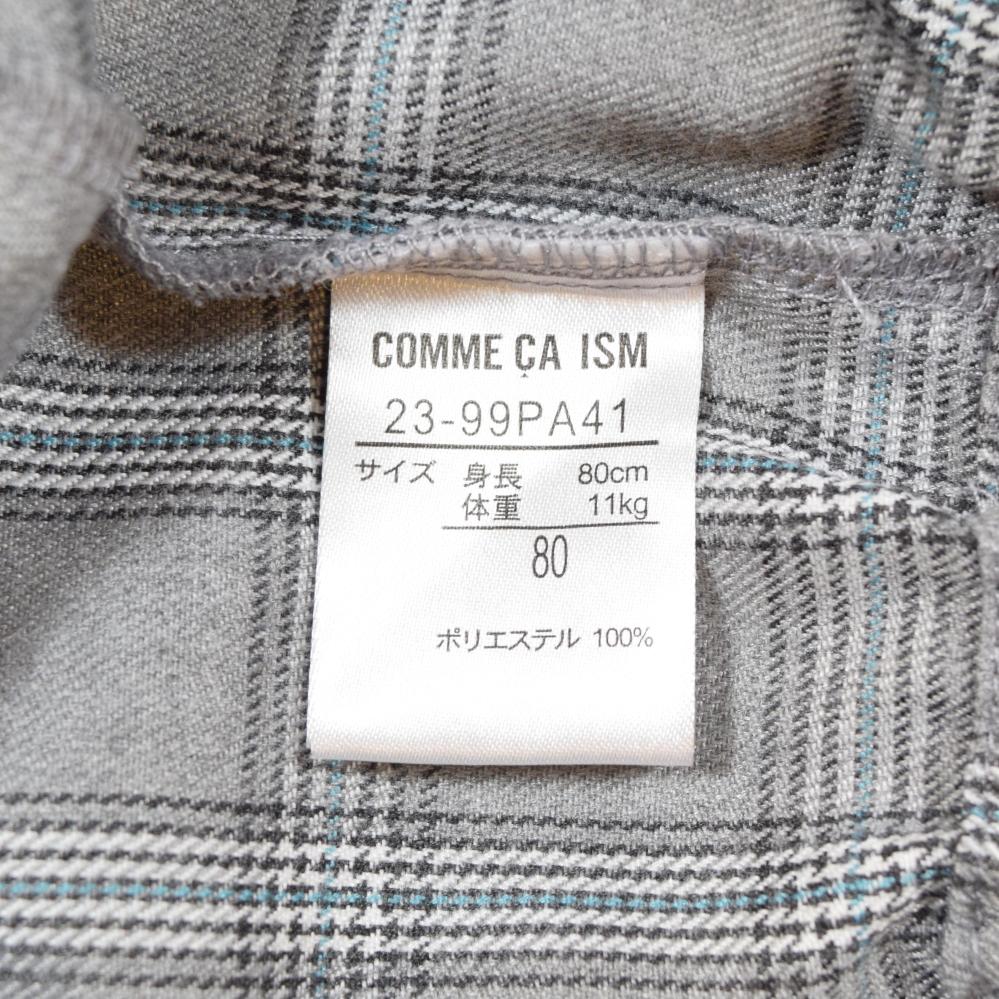 COMME ÇA ISM
23-99PA41
サイズ 身長 80cm
体重 11kg
80
ポリエステル 100%